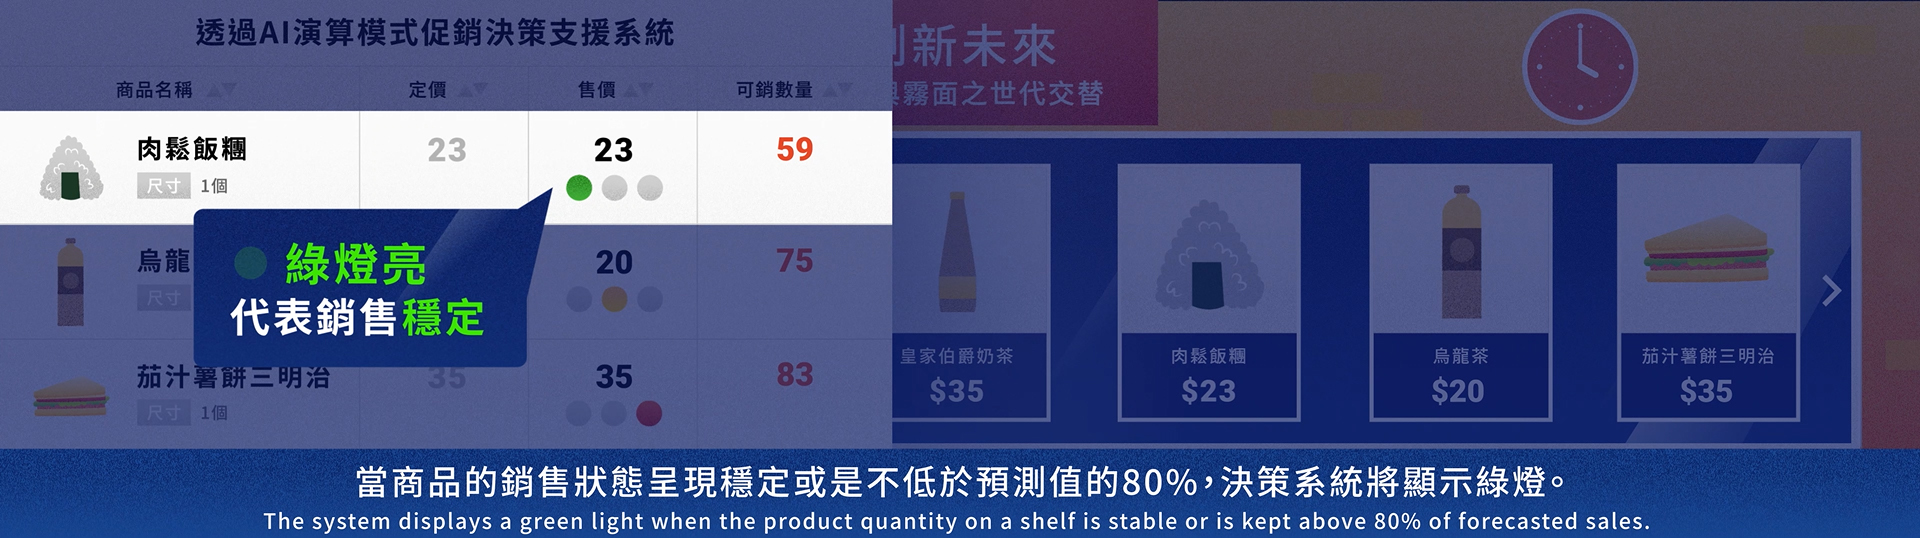 透過AI演算模式促銷決策支援系統
商品名稱 定價 售價 可銷數量
肉鬆飯糰 23 23 59
尺寸 1個
烏龍 20 75
尺寸
綠燈亮
代表銷售穩定
茄汁薯餅三明治 35 35 83
尺寸 1個
新未來
霧面之世代交替
皇家伯爵奶茶
$35
肉鬆飯糰
$23
烏龍茶
$20
茄汁薯餅三明治
$35
當商品的銷售狀態呈現穩定或是不低於預測值的80%,決策系統將顯示綠燈。
The system displays a green light when the product quantity on a shelf is stable or is kept above 80% of forecasted sales.